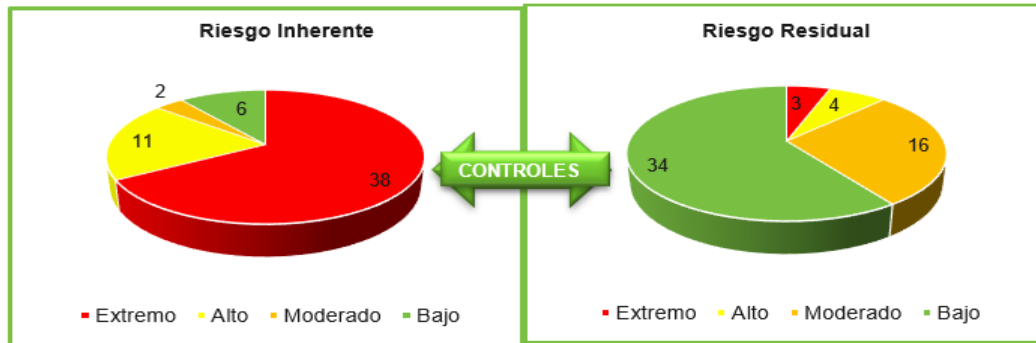 Riesgo Inherente
2
6
11
38
Extremo Alto Moderado Bajo
CONTROLES
Riesgo Residual
3
4
16
34
Extremo Alto Moderado Bajo